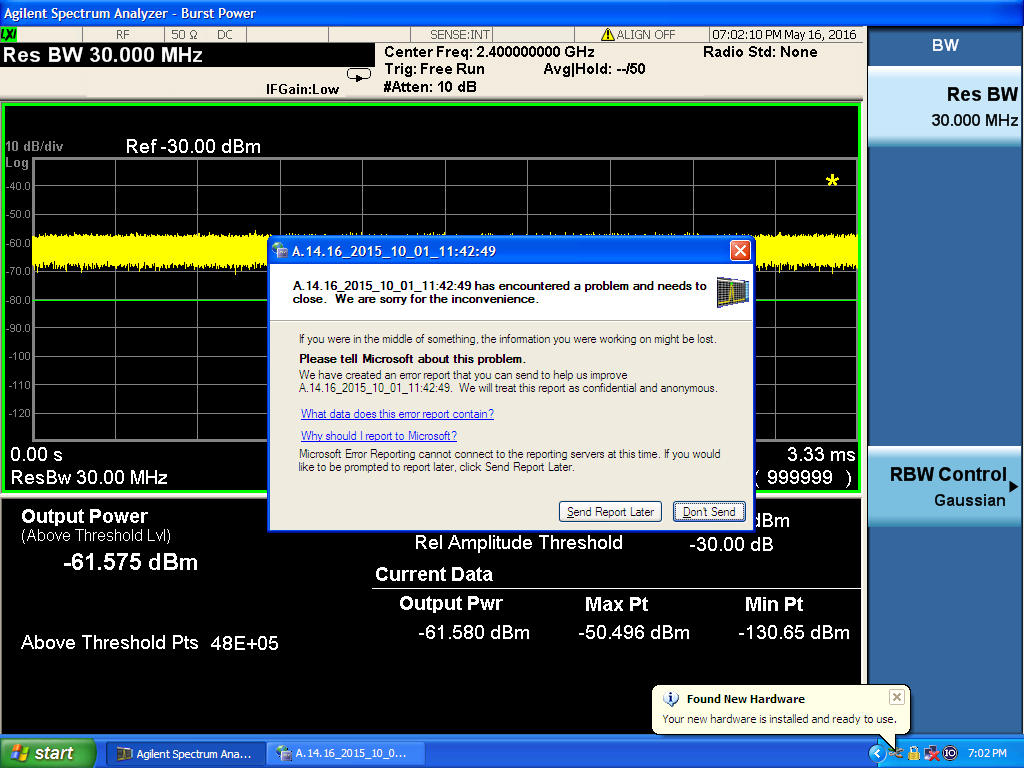 Agilent Spectrum Analyzer - Burst Power
LXI
RF
50 Ω
DC
SENSE:INT
ALIGN OFF
07:02:10 PM May 16, 2016
Res BW 30.000 MHz
Center Freq: 2.400000000 GHz
Radio Std: None
Trig: Free Run
Avg|Hold: --/50
IFGain:Low
#Atten: 10 dB
BW
Res BW
30.000 MHz
10 dB/div
Ref -30.00 dBm
Log
-40.0
-50.0
-60.0
-70.0
-80.0
-90.0
-100
-110
-120
*
A.14.16_2015_10_01_11:42:49
A.14.16_2015_10_01_11:42:49 has encountered a problem and needs to
close.  We are sorry for the inconvenience.
If you were in the middle of something, the information you were working on might be lost.
Please tell Microsoft about this problem.
We have created an error report that you can send to help us improve
A.14.16_2015_10_01_11:42:49.  We will treat this report as confidential and anonymous.
What data does this error report contain?
Why should I report to Microsoft?
Microsoft Error Reporting cannot connect to the reporting servers at this time. If you would
like to be prompted to report later, click Send Report Later.
Send Report Later
Don't Send
0.00 s
3.33 ms
ResBw 30.00 MHz
( 999999 )
RBW Control
Gaussian
Output Power
(Above Threshold Lvl)
-61.575 dBm
dBm
Rel Amplitude Threshold
-30.00 dB
Current Data
Output Pwr
Max Pt
Min Pt
-61.580 dBm
-50.496 dBm
-130.65 dBm
Above Threshold Pts 48E+05
Found New Hardware
Your new hardware is installed and ready to use.
start
Agilent Spectrum Ana...
A.14.16_2015_10_0...
IO
7:02 PM